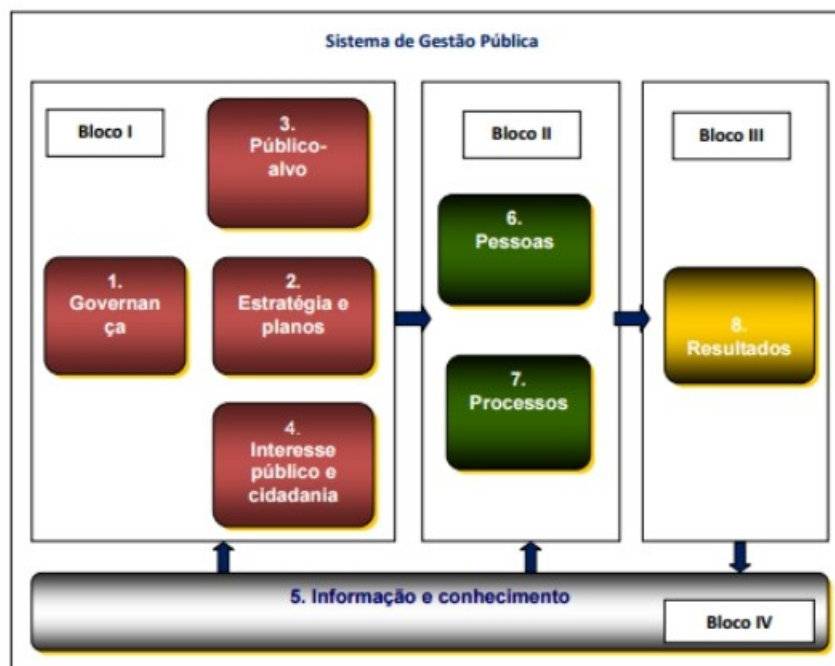 Sistema de Gestão Pública
Bloco I
3.
Público-
alvo
1.
Governan
ça
2.
Estratégia e
planos
4.
Interesse
público e
cidadania
Bloco II
6.
Pessoas
7.
Processos
Bloco III
8.
Resultados
5. Informação e conhecimento
Bloco IV